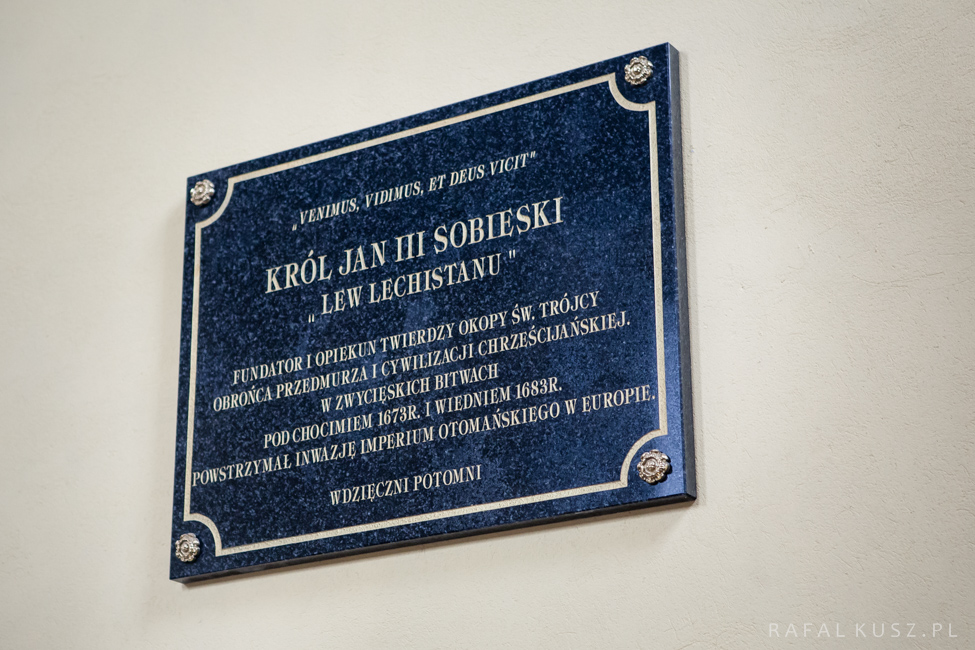 „VENIMUS, VIDIMUS, ET DEUS VICIT"
KRÓL JAN III SOBIĘSKI
„ LEW LECHISTANU "
FUNDATOR I OPIEKUN TWIERDZY OKOPY ŚW. TRÓJCY
OBROŃCA PRZEDMURZA I CYWILIZACJI CHRZEŚCIJAŃSKIEJ.
W ZWYCIĘSKICH BITWACH
POD CHOCIMIEM 1673R. I WIEDNIEM 1683R.
POWSTRZYMAŁ INWAZJĘ IMPERIUM OTOMAŃSKIEGO W EUROPIE.
WDZIĘCZNI POTOMNI
RAFAL KUSZ.PL